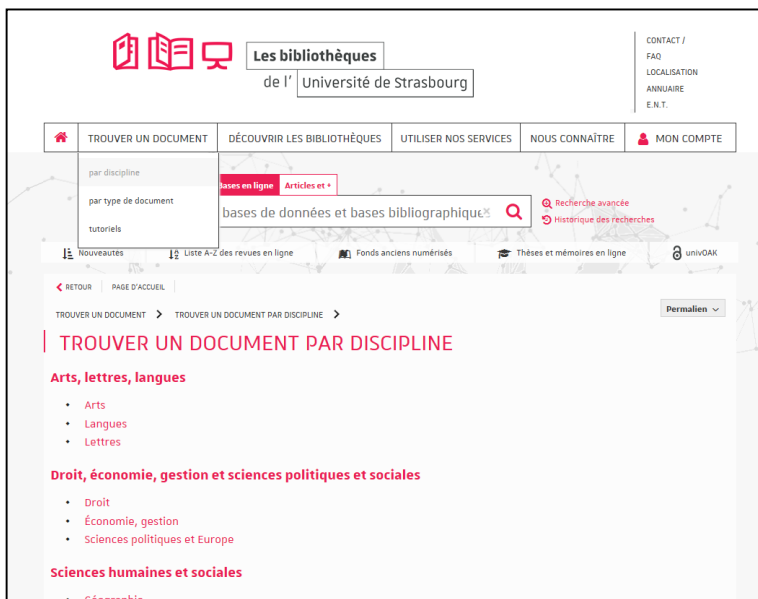 Les bibliothèques
de l' Université de Strasbourg
CONTACT /
FAQ
LOCALISATION
ANNUAIRE
E.N.T.
TROUVER UN DOCUMENT DÉCOUVRIR LES BIBLIOTHÈQUES UTILISER NOS SERVICES NOUS CONNAÎTRE MON COMPTE
par discipline
par type de document
tutoriels
Bases en ligne Articles et +
bases de données et bases bibliographique
Recherche avancée
Historique des recherches
Nouveautés Liste A-Z des revues en ligne Fonds anciens numérisés Thèses et mémoires en ligne univOAK
RETOUR PAGE D'ACCUEIL
Permalien
TROUVER UN DOCUMENT TROUVER UN DOCUMENT PAR DISCIPLINE
TROUVER UN DOCUMENT PAR DISCIPLINE
Arts, lettres, langues
• Arts
• Langues
• Lettres
Droit, économie, gestion et sciences politiques et sociales
• Droit
• Économie, gestion
• Sciences politiques et Europe
Sciences humaines et sociales
• Géographie